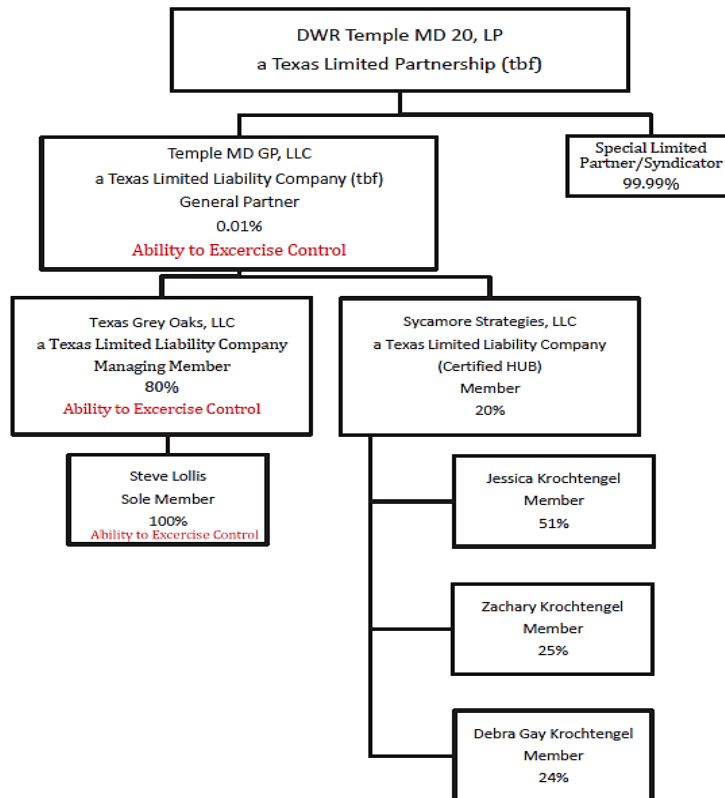 DWR Temple MD 20, LP
a Texas Limited Partnership (tbf)
Temple MD GP, LLC
a Texas Limited Liability Company (tbf)
General Partner
0.01%
Ability to Excercise Control
Special Limited
Partner/Syndicator
99.99%
Texas Grey Oaks, LLC
a Texas Limited Liability Company
Managing Member
80%
Ability to Excercise Control
Sycamore Strategies, LLC
a Texas Limited Liability Company
(Certified HUB)
Member
20%
Steve Lollis
Sole Member
100%
Ability to Excercise Control
Jessica Krochtengel
Member
51%
Zachary Krochtengel
Member
25%
Debra Gay Krochtengel
Member
24%